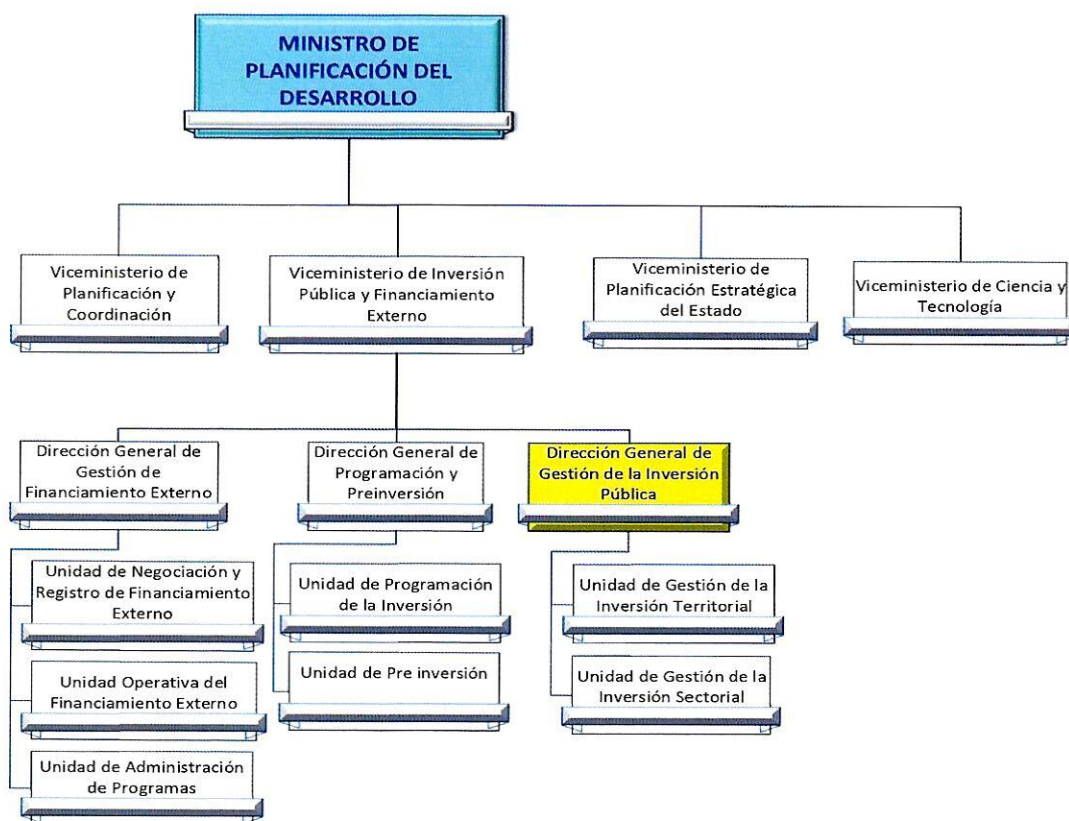 MINISTRO DE
PLANIFICACIÓN DEL
DESARROLLO
Viceministerio de
Planificación y
Coordinación
Viceministerio de Inversión
Pública y Financiamiento
Externo
Viceministerio de
Planificación Estratégica
del Estado
Viceministerio de Ciencia y
Tecnología
Dirección General de
Gestión de
Financiamiento Externo
Dirección General de
Programación y
Preinversión
Dirección General de
Gestión de la Inversión
Pública
Unidad de Negociación y
Registro de Financiamiento
Externo
Unidad Operativa del
Financiamiento Externo
Unidad de Administración
de Programas
Unidad de Programación
de la Inversión
Unidad de Pre inversión
Unidad de Gestión de la
Inversión Territorial
Unidad de Gestión de la
Inversión Sectorial